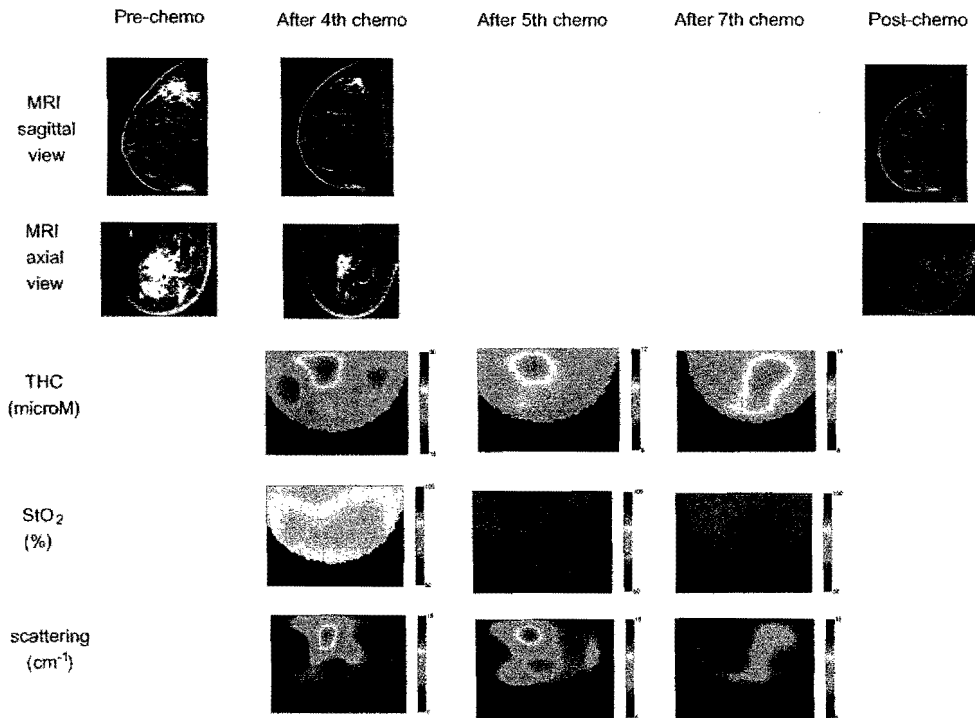 Pre-chemo After 4th chemo After 5th chemo After 7th chemo Post-chemo
MRI
sagittal
view
MRI
axial
view
THC
(microM)
StO₂
(%)
scattering
(cm⁻¹)